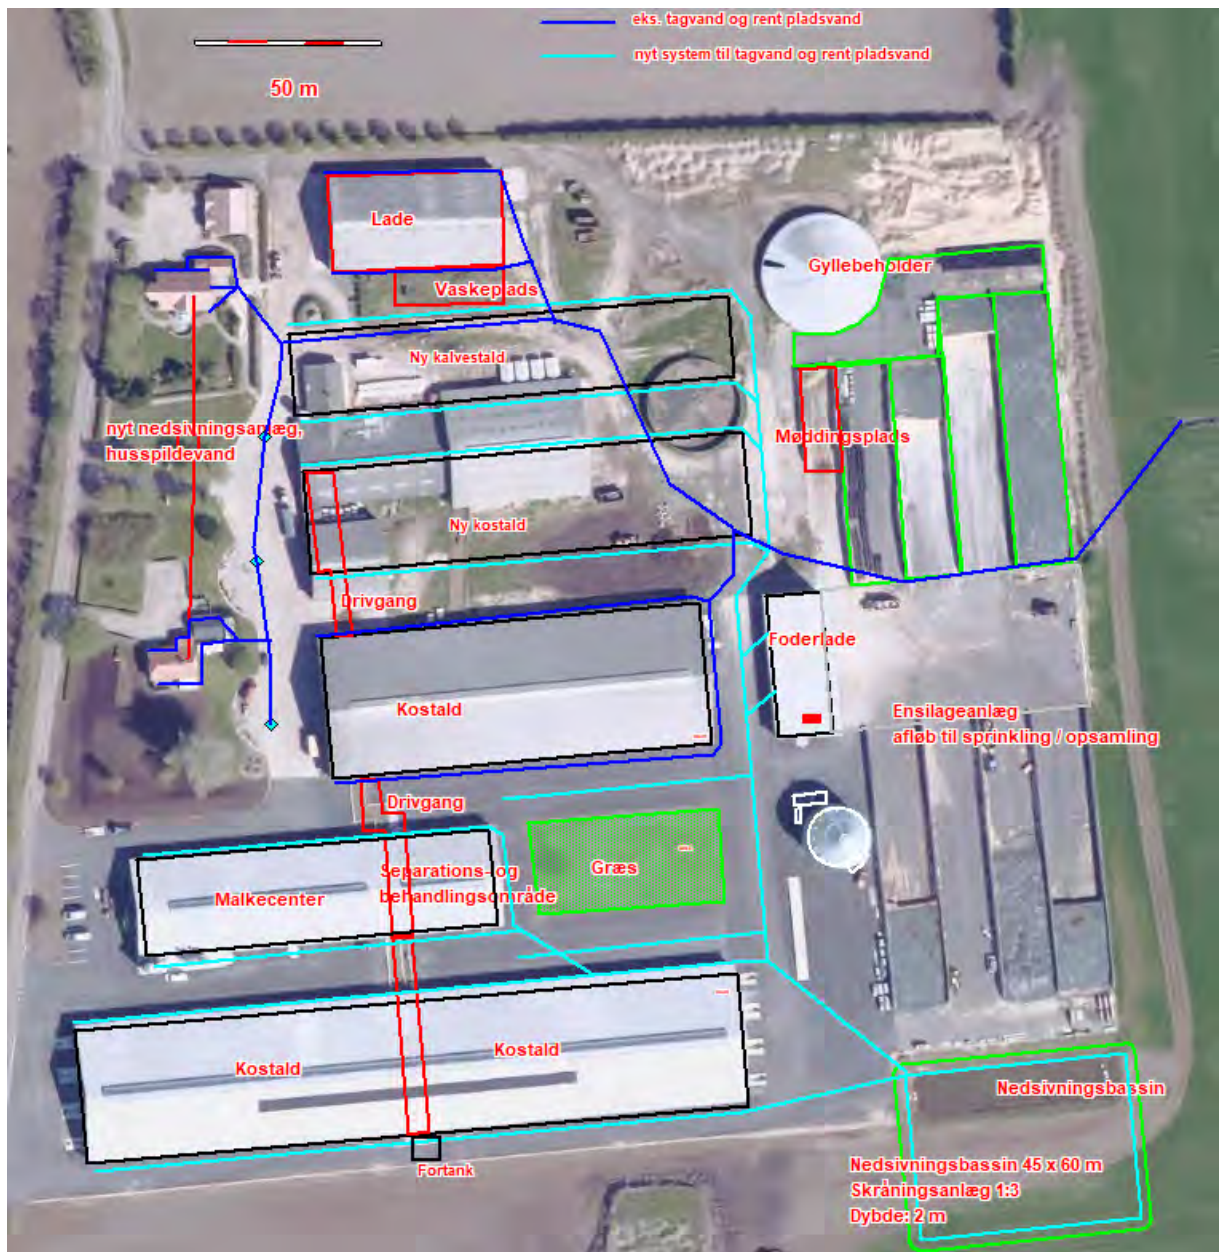 eks. tagvand og rent pladsvand
nyt system til tagvand og rent pladsvand
50 m
Lade
Gyllebeholder
Vaskeplads
Ny kalvestald
nyt nedsivningsanlæg,
husspildevand
Møddingsplads
Ny kostald
Drivgang
Foderlade
Kostald
Ensilageanlæg
afløb til sprinkling / opsamling
Drivgang
Separations- og
behandlingsområde
Græs
Malkecenter
Kostald
Kostald
Nedsivningsbassin
Nedsivningsbassin 45 x 60 m
Skråningsanlæg 1:3
Dybde: 2 m
Fortank